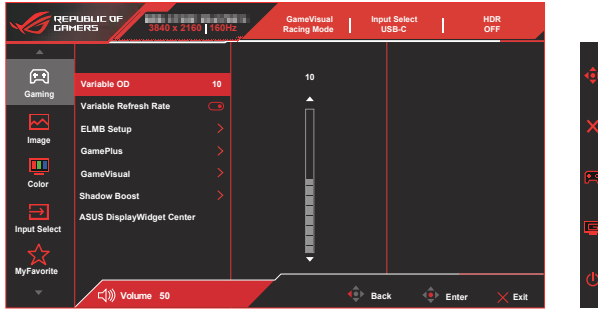 REPUBLIC OF
GAMERS
3840 x 2160 160Hz
GameVisual
Racing Mode
Input Select
USB-C
HDR
OFF
Gaming
Image
Color
Input Select
MyFavorite
Variable OD 10
Variable Refresh Rate
ELMB Setup
GamePlus
GameVisual
Shadow Boost
ASUS DisplayWidget Center
10
Volume 50
Back
Enter
Exit